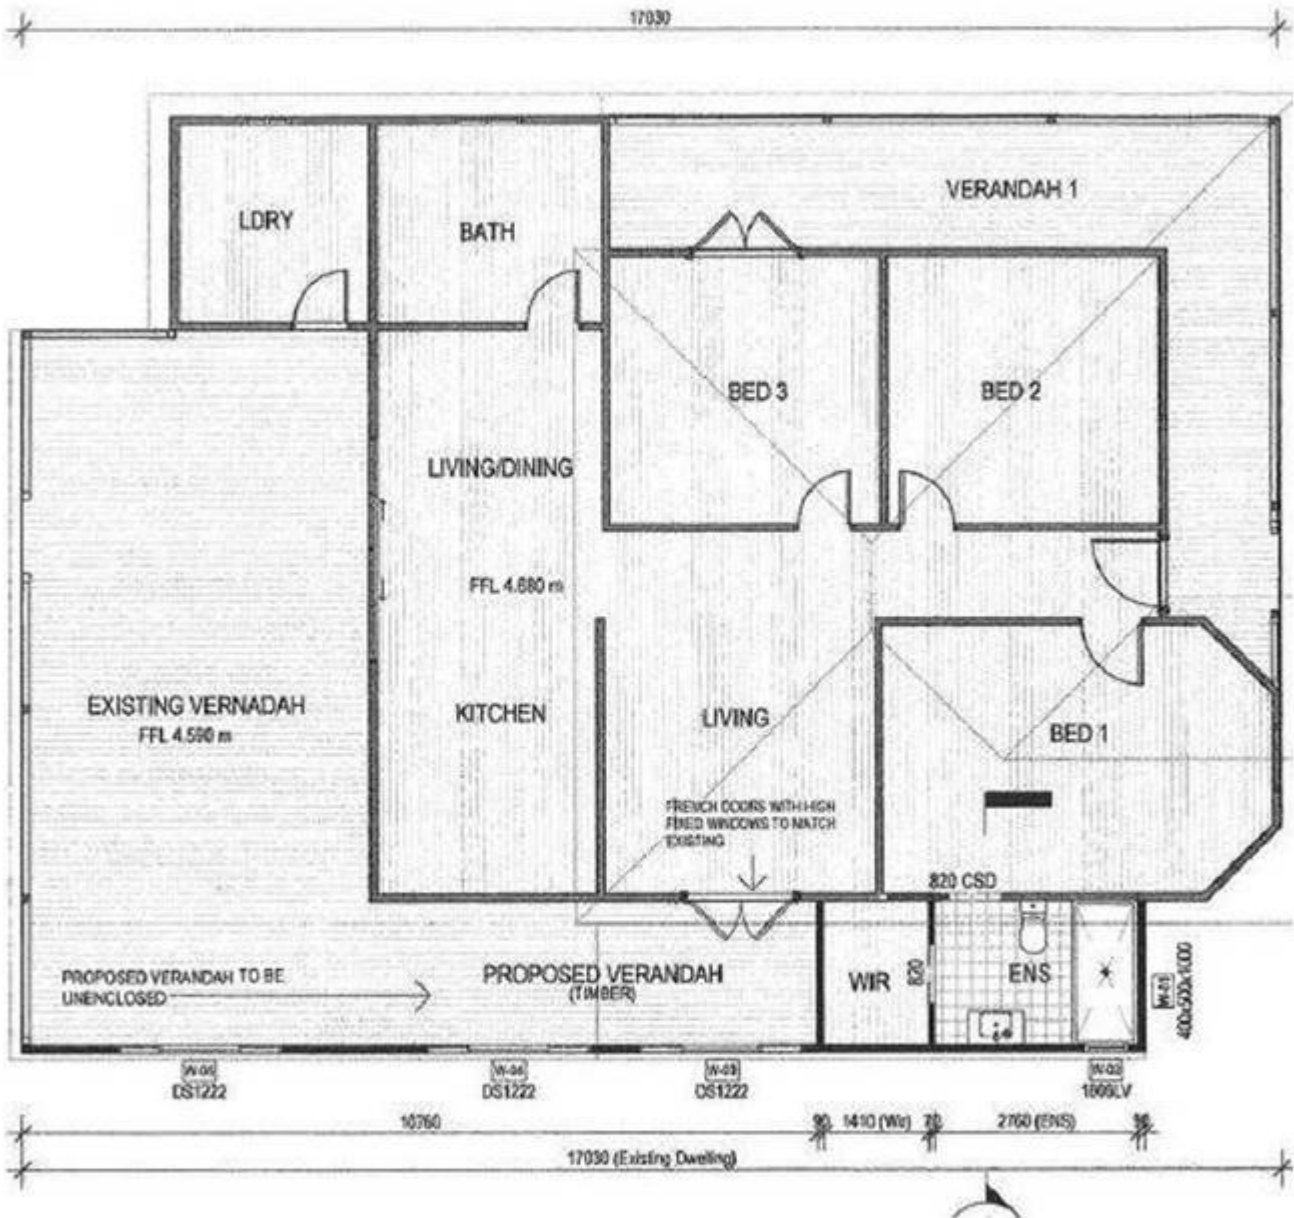 17030
VERANDAH 1
LDRY
BATH
BED 3
BED 2
LIVING/DINING
FFL 4.680 m
EXISTING VERNADAH
FFL 4.590 m
KITCHEN
LIVING
BED 1
FRENCH DOORS WITH HIGH
FIXED WINDOWS TO MATCH
EXISTING
820 CSD
PROPOSED VERANDAH TO BE
UNENCLOSED
PROPOSED VERANDAH
(TIMBER)
WIR
820
ENS
W-01
400x500x1000
W-04
DS1222
DS1222
W-03
DS1222
W-02
10760
90
1410 (Wir)
70
2760 (ENS)
90
17030 (Existing Dwelling)